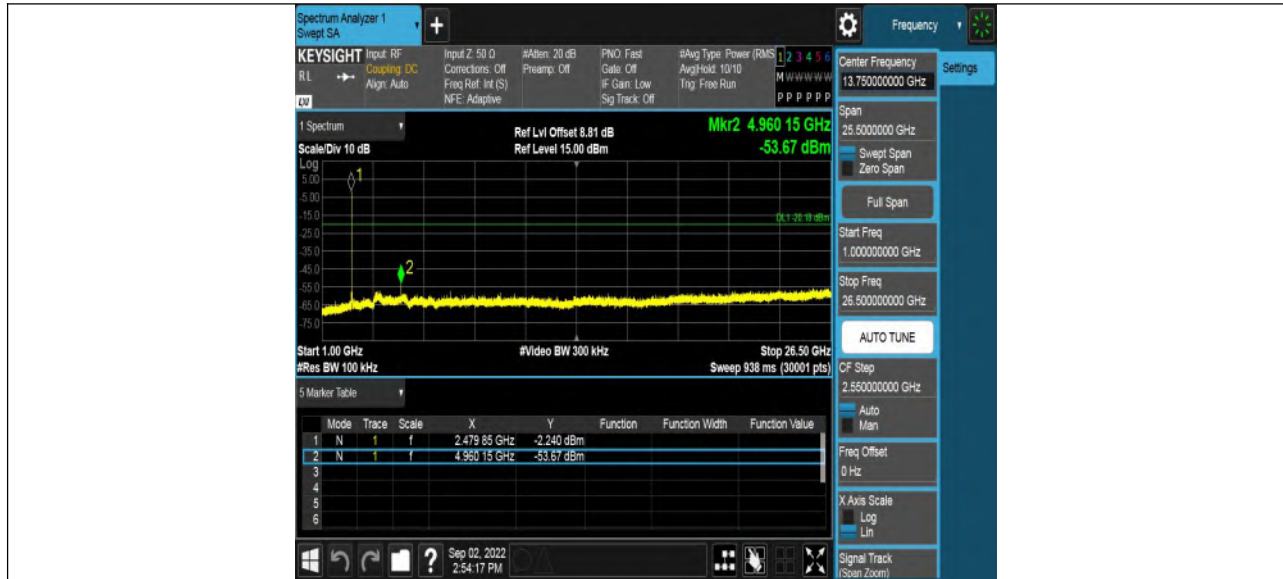 Spectrum Analyzer 1
Swept SA
+
Frequency
KEYSIGHT
RL
LXI
Input: RF
Coupling: DC
Align: Auto
Input Z: 50 Ω
Corrections: Off
Freq Ref: Int (S)
NFE: Adaptive
#Atten: 20 dB
Preamp: Off
PNO: Fast
Gate: Off
IF Gain: Low
Sig Track: Off
#Avg Type: Power (RMS
Avg|Hold: 10/10
Trig: Free Run
1 2 3 4 5 6
M W W W W W
P P P P P P
1 Spectrum
Scale/Div 10 dB
Ref Lvl Offset 8.81 dB
Ref Level 15.00 dBm
Mkr2 4.960 15 GHz
-53.67 dBm
Log
5.00
-5.00
-15.0
-25.0
-35.0
-45.0
-55.0
-65.0
-75.0
1
2
DL1 -20.18 dBm
Start 1.00 GHz
#Res BW 100 kHz
#Video BW 300 kHz
Stop 26.50 GHz
Sweep 938 ms (30001 pts)
5 Marker Table
Mode Trace Scale X Y Function Function Width Function Value
1 N 1 f 2.479 85 GHz -2.240 dBm
2 N 1 f 4.960 15 GHz -53.67 dBm
3
4
5
6
?
Sep 02, 2022
2:54:17 PM
Settings
Center Frequency
13.750000000 GHz
Span
25.5000000 GHz
Swept Span
Zero Span
Full Span
Start Freq
1.000000000 GHz
Stop Freq
26.500000000 GHz
AUTO TUNE
CF Step
2.550000000 GHz
Auto
Man
Freq Offset
0 Hz
X Axis Scale
Log
Lin
Signal Track
(Span Zoom)